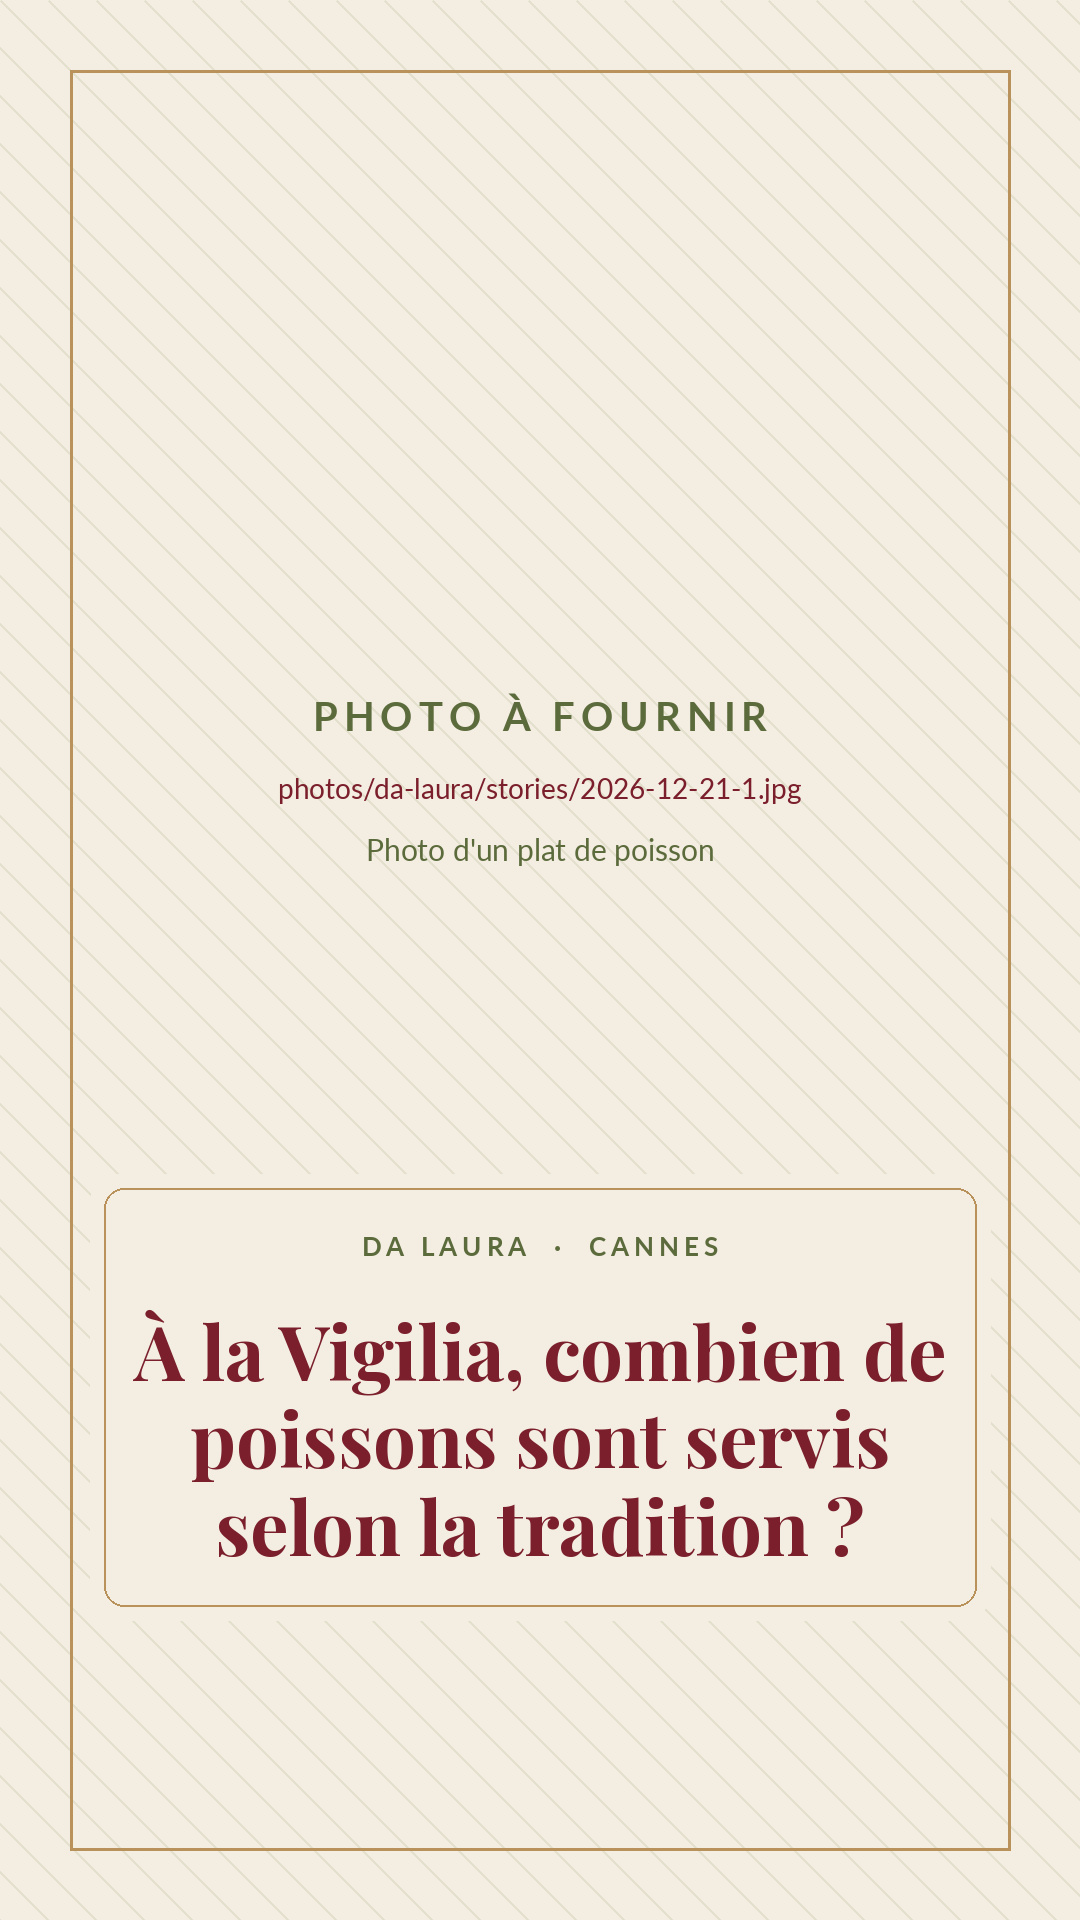 PHOTO À FOURNIR
photos/da-laura/stories/2026-12-21-1.jpg
Photo d'un plat de poisson
DA LAURA · CANNES
À la Vigilia, combien de
poissons sont servis
selon la tradition ?